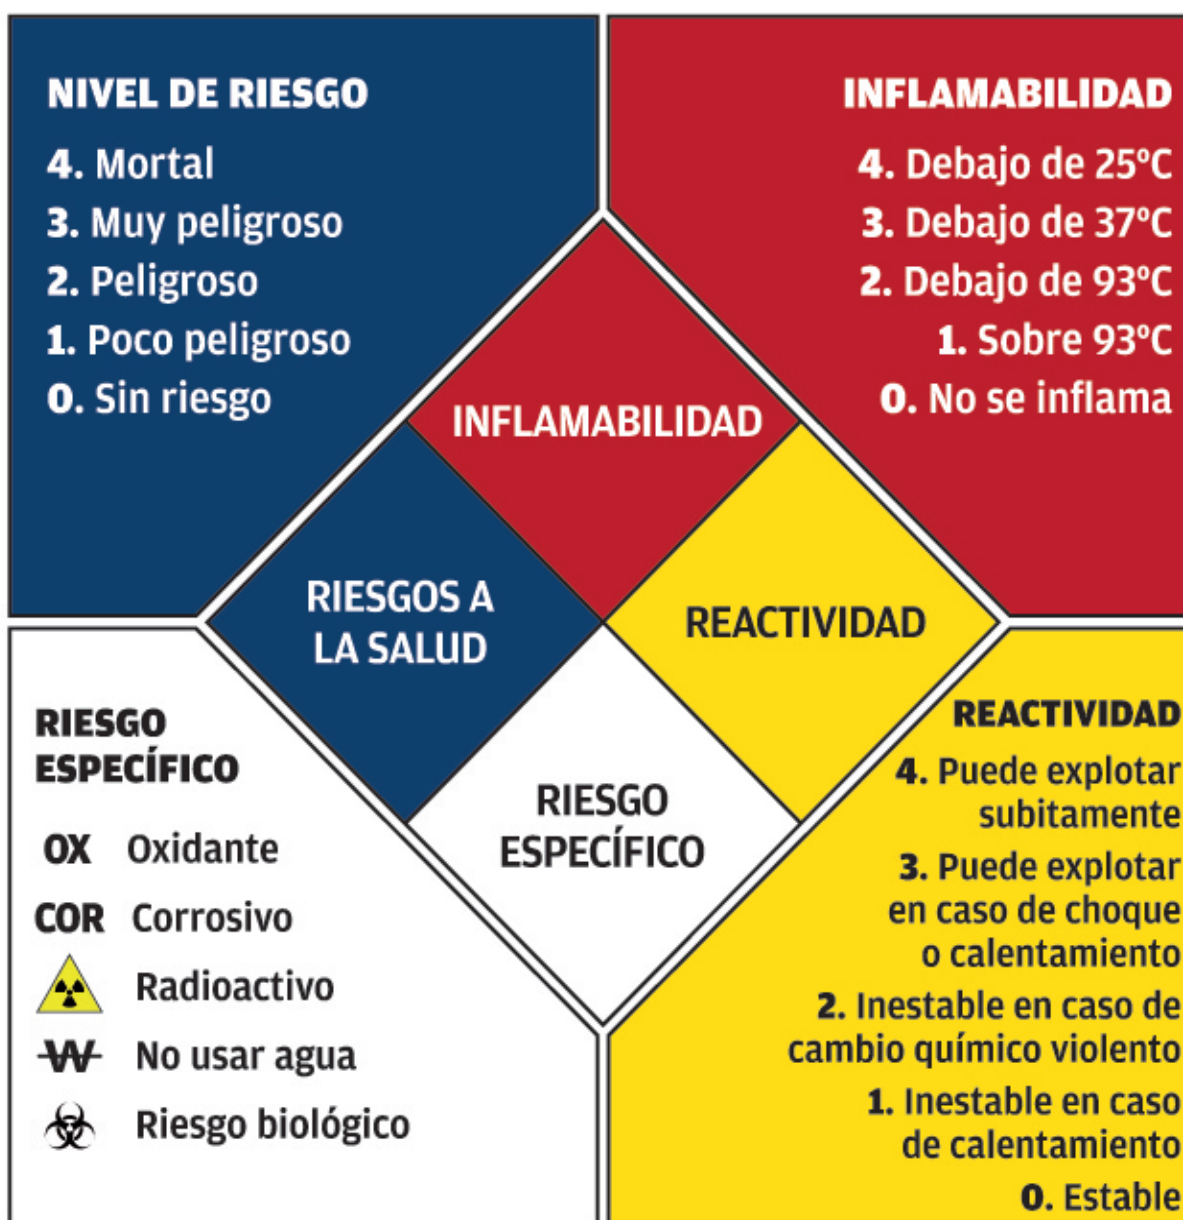 NIVEL DE RIESGO
4. Mortal
3. Muy peligroso
2. Peligroso
1. Poco peligroso
0. Sin riesgo
INFLAMABILIDAD
4. Debajo de 25ºC
3. Debajo de 37ºC
2. Debajo de 93ºC
1. Sobre 93ºC
0. No se inflama
INFLAMABILIDAD
RIESGOS A
LA SALUD
REACTIVIDAD
RIESGO
ESPECÍFICO
RIESGO
ESPECÍFICO
OX Oxidante
COR Corrosivo
Radioactivo
W No usar agua
Riesgo biológico
REACTIVIDAD
4. Puede explotar
subitamente
3. Puede explotar
en caso de choque
o calentamiento
2. Inestable en caso de
cambio químico violento
1. Inestable en caso
de calentamiento
0. Estable